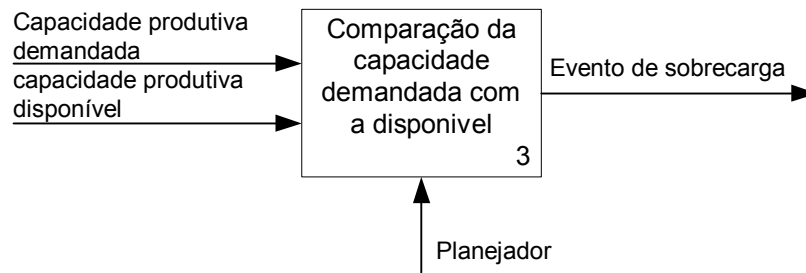 Capacidade produtiva
demandada
capacidade produtiva
disponível
Comparação da
capacidade
demandada com
a disponivel
3
Evento de sobrecarga
Planejador